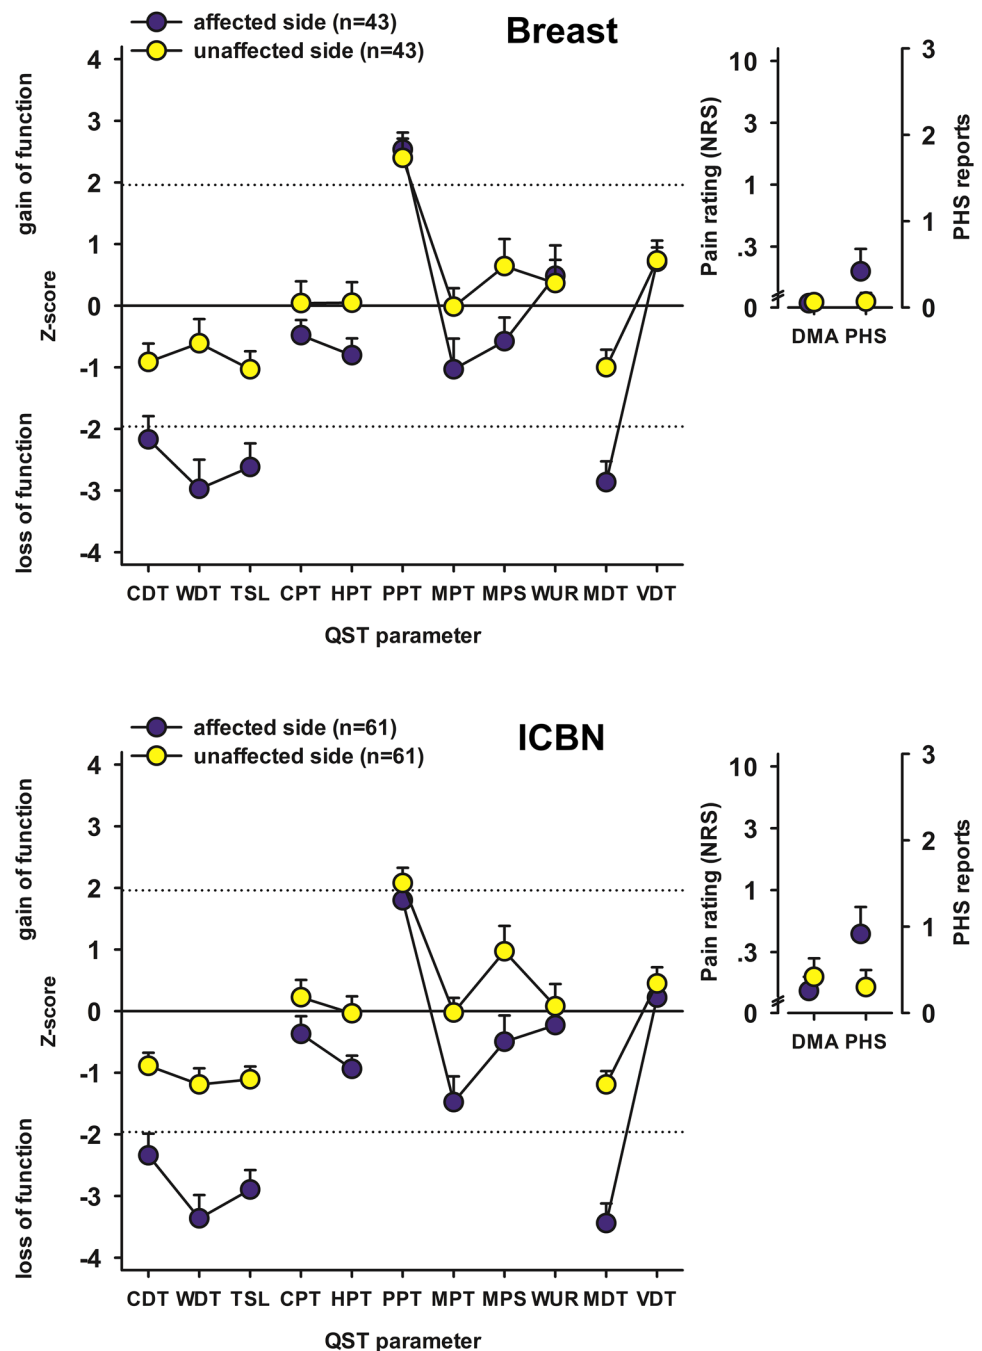 affected side (n=43)
unaffected side (n=43)
Breast
gain of function
Z-score
loss of function
4
3
2
1
0
-1
-2
-3
-4
CDT WDT TSL CPT HPT PPT MPT MPS WUR MDT VDT
QST parameter
Pain rating (NRS)
10
3
1
.3
0
DMA PHS
3
2
1
0
PHS reports
affected side (n=61)
unaffected side (n=61)
ICBN
gain of function
Z-score
loss of function
4
3
2
1
0
-1
-2
-3
-4
CDT WDT TSL CPT HPT PPT MPT MPS WUR MDT VDT
QST parameter
Pain rating (NRS)
10
3
1
.3
0
DMA PHS
3
2
1
0
PHS reports